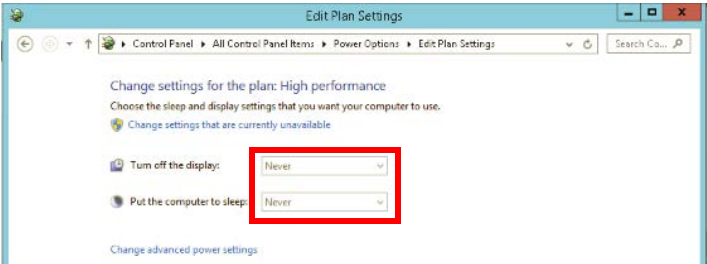 Edit Plan Settings
Control Panel ▸ All Control Panel Items ▸ Power Options ▸ Edit Plan Settings
Search Co...
Change settings for the plan: High performance
Choose the sleep and display settings that you want your computer to use.
Change settings that are currently unavailable
Turn off the display: Never
Put the computer to sleep: Never
Change advanced power settings